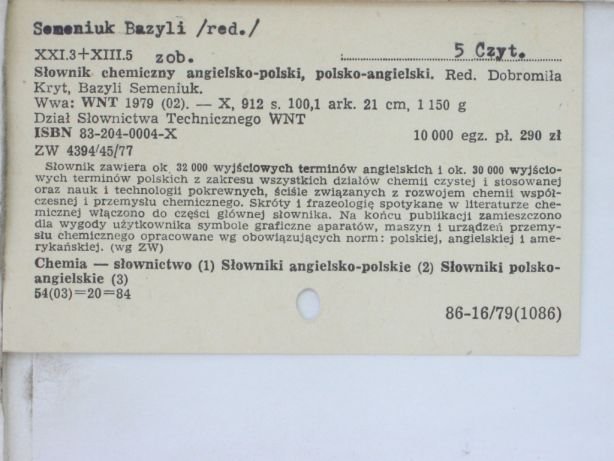 Semeniuk Bazyli /red./
XXI.3+XIII.5 zob. 5 Czyt.
Słownik chemiczny angielsko-polski, polsko-angielski. Red. Dobromiła
Kryt, Bazyli Semeniuk.
Wwa: WNT 1979 (02). — X, 912 s. 100,1 ark. 21 cm, 1 150 g
Dział Słownictwa Technicznego WNT
ISBN 83-204-0004-X 10 000 egz. pł. 290 zł
ZW 4394/45/77
Słownik zawiera ok. 32 000 wyjściowych terminów angielskich i ok. 30 000 wyjścio-
wych terminów polskich z zakresu wszystkich działów chemii czystej i stosowanej
oraz nauk i technologii pokrewnych, ściśle związanych z rozwojem chemii współ-
czesnej i przemysłu chemicznego. Skróty i frazeologię spotykane w literaturze che-
micznej włączono do części głównej słownika. Na końcu publikacji zamieszczono
dla wygody użytkownika symbole graficzne aparatów, maszyn i urządzeń przemy-
słu chemicznego opracowane wg obowiązujących norm: polskiej, angielskiej i ame-
rykańskiej. (wg ZW)
Chemia — słownictwo (1) Słowniki angielsko-polskie (2) Słowniki polsko-
angielskie (3)
54(03)=20=84
86-16/79(1086)